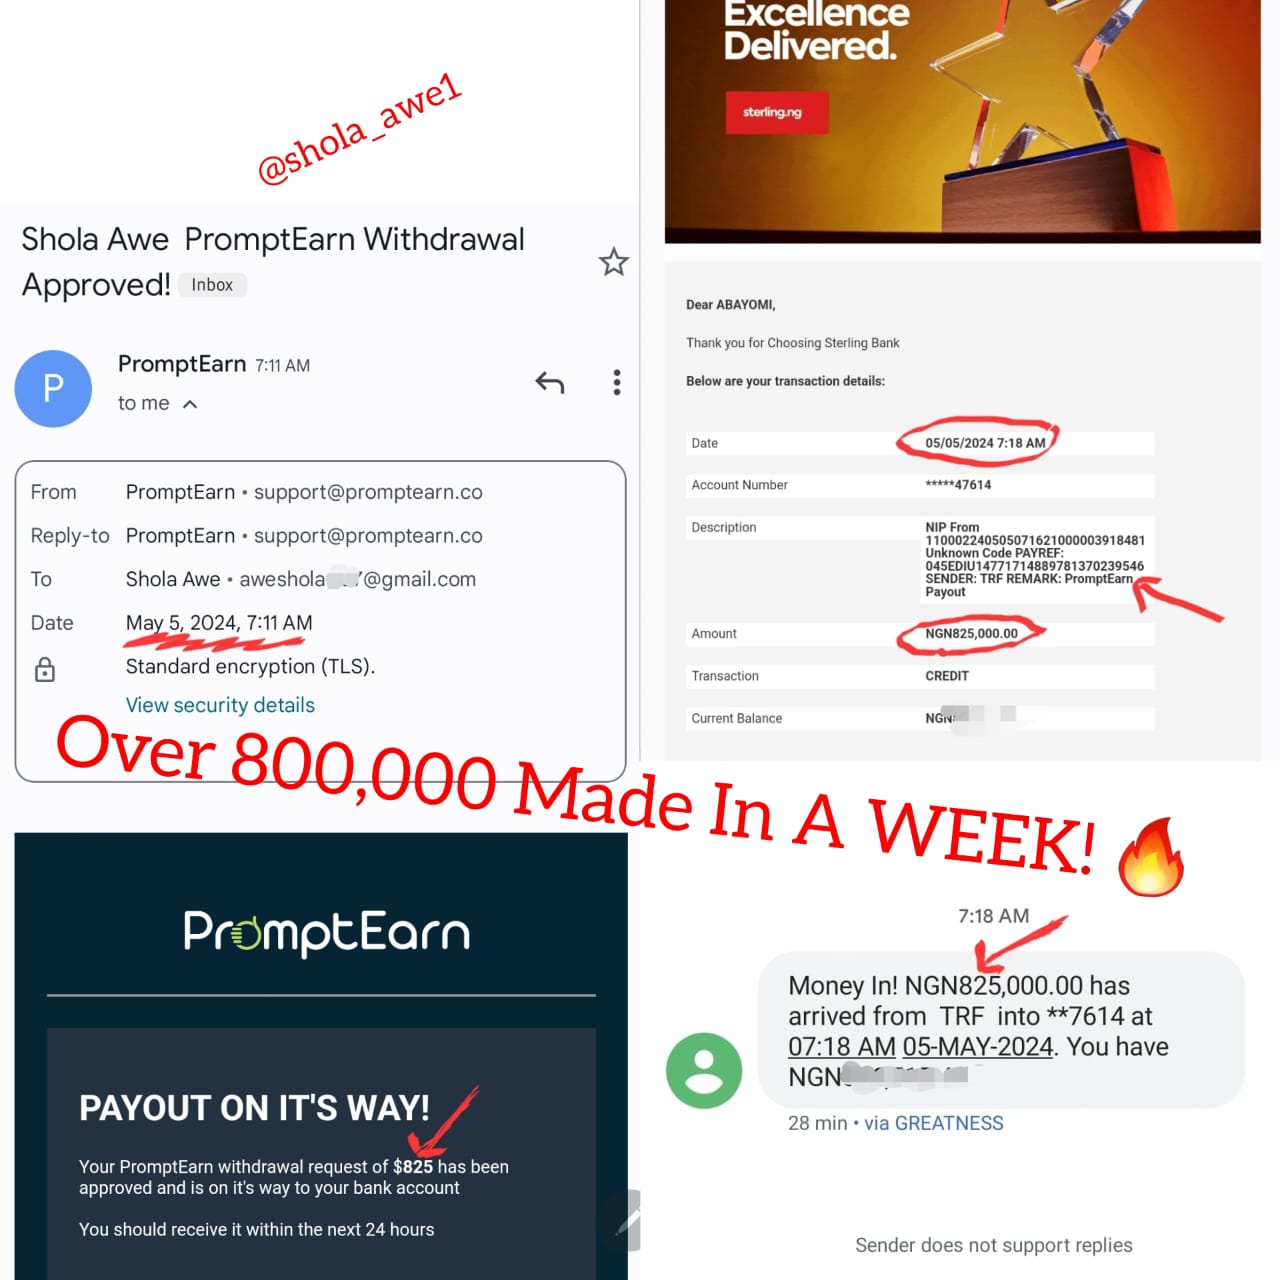 @shola_awe1
Shola Awe PromptEarn Withdrawal
Approved! Inbox
P
PromptEarn 7:11 AM
to me
From PromptEarn • support@promptearn.co
Reply-to PromptEarn • support@promptearn.co
To Shola Awe • aweshola @gmail.com
Date May 5, 2024, 7:11 AM
Standard encryption (TLS).
View security details
Excellence
Delivered.
sterling.ng
Dear ABAYOMI,
Thank you for Choosing Sterling Bank
Below are your transaction details:
Date 05/05/2024 7:18 AM
Account Number *****47614
Description NIP From
110002240505071621000003918481
Unknown Code PAYREF:
045EDIU14771714889781370239546
SENDER: TRF REMARK: PromptEarn
Payout
Amount NGN825,000.00
Transaction CREDIT
Current Balance NGN
Over 800,000 Made In A WEEK! 🔥
PromptEarn
PAYOUT ON IT'S WAY!
Your PromptEarn withdrawal request of $825 has been
approved and is on it's way to your bank account
You should receive it within the next 24 hours
7:18 AM
Money In! NGN825,000.00 has
arrived from TRF into **7614 at
07:18 AM 05-MAY-2024. You have
NGN
28 min • via GREATNESS
Sender does not support replies